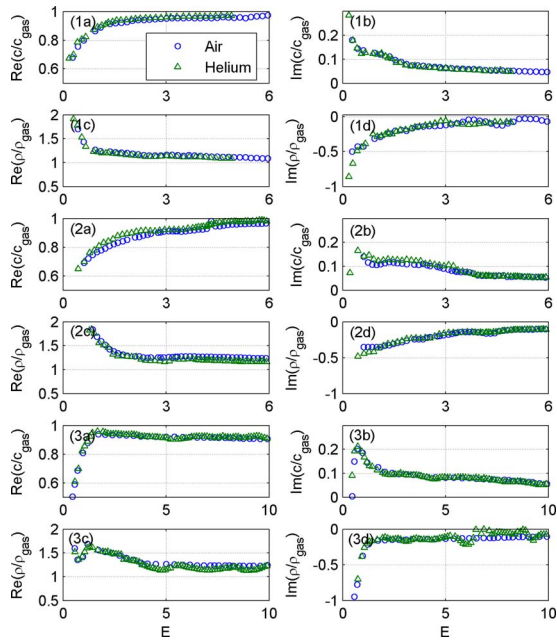 (1a)
Re(c/c_gas)
1
0.8
0.6
0 3 6
Air
Helium
(1b)
Im(c/c_gas)
0.2
0.1
0
0 3 6
(1c)
Re(ρ/ρ_gas)
2
1.5
1
0.5
0 3 6
(1d)
Im(ρ/ρ_gas)
0
-0.5
-1
0 3 6
(2a)
Re(c/c_gas)
1
0.8
0.6
0 3 6
(2b)
Im(c/c_gas)
0.2
0.1
0
0 3 6
(2c)
Re(ρ/ρ_gas)
2
1.5
1
0.5
0 3 6
(2d)
Im(ρ/ρ_gas)
0
-0.5
-1
0 3 6
(3a)
Re(c/c_gas)
1
0.8
0.6
0 5 10
(3b)
Im(c/c_gas)
0.2
0.1
0
0 5 10
(3c)
Re(ρ/ρ_gas)
2
1.5
1
0.5
0 5 10
E
(3d)
Im(ρ/ρ_gas)
0
-0.5
-1
0 5 10
E